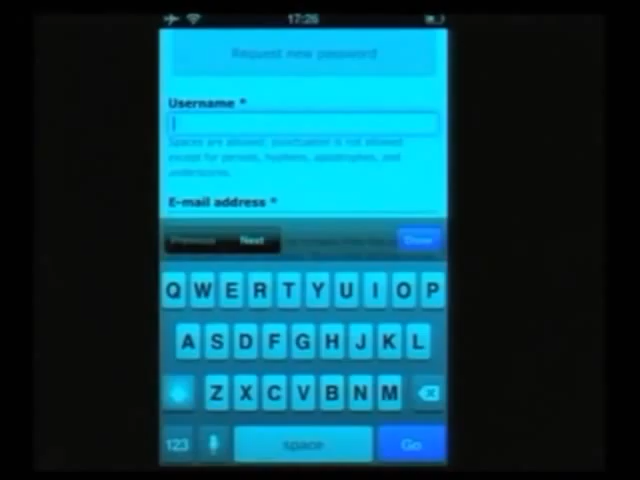 17:26
Request new password
Username *
Spaces are allowed; punctuation is not allowed
except for periods, hyphens, apostrophes, and
underscores.
E-mail address *
Previous Next Done
Q W E R T Y U I O P
A S D F G H J K L
Z X C V B N M
123 space Go